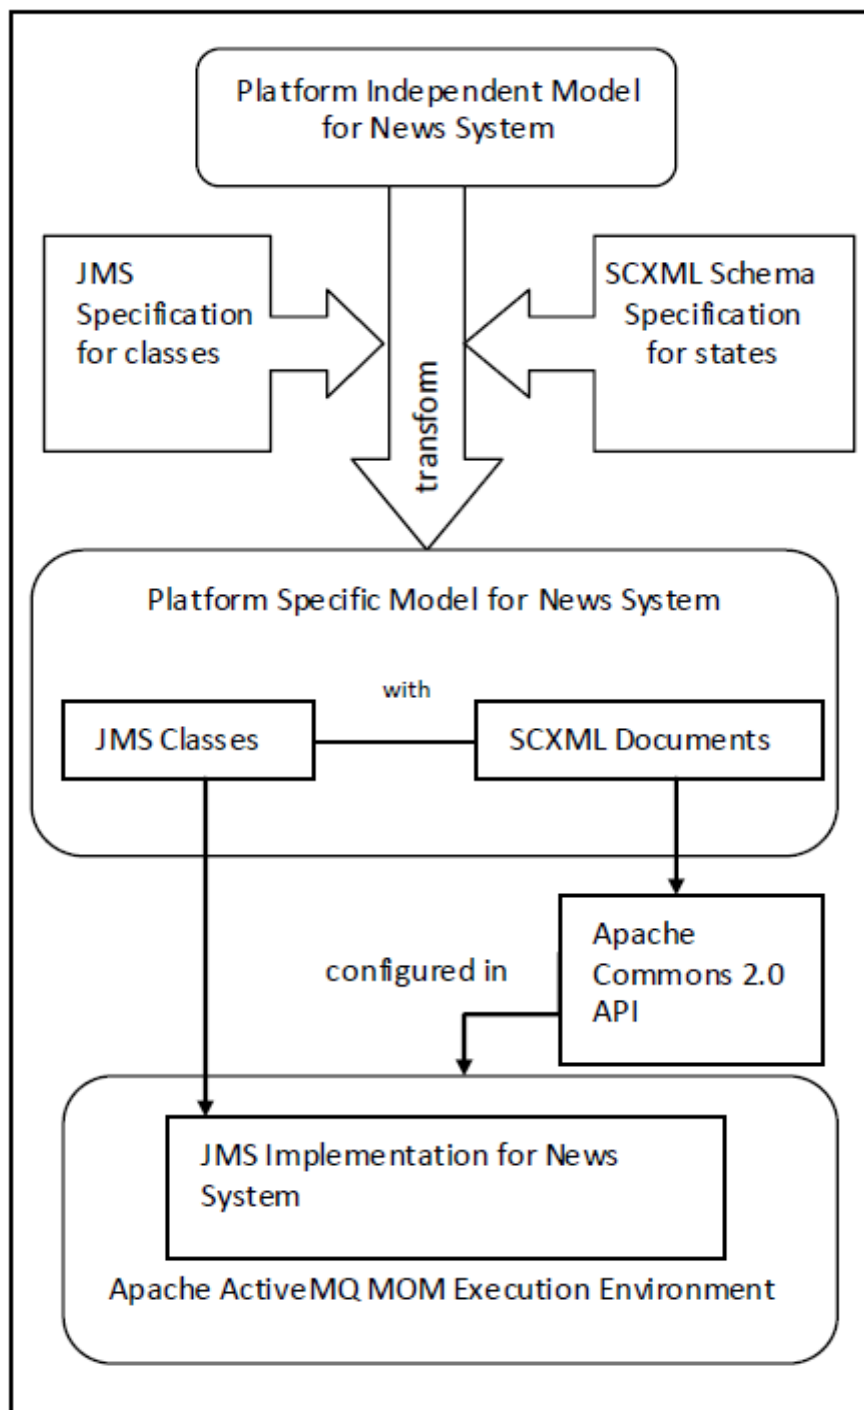 Platform Independent Model
for News System
JMS
Specification
for classes
SCXML Schema
Specification
for states
transform
Platform Specific Model for News System
with
JMS Classes
SCXML Documents
Apache
Commons 2.0
API
configured in
JMS Implementation for News
System
Apache ActiveMQ MOM Execution Environment